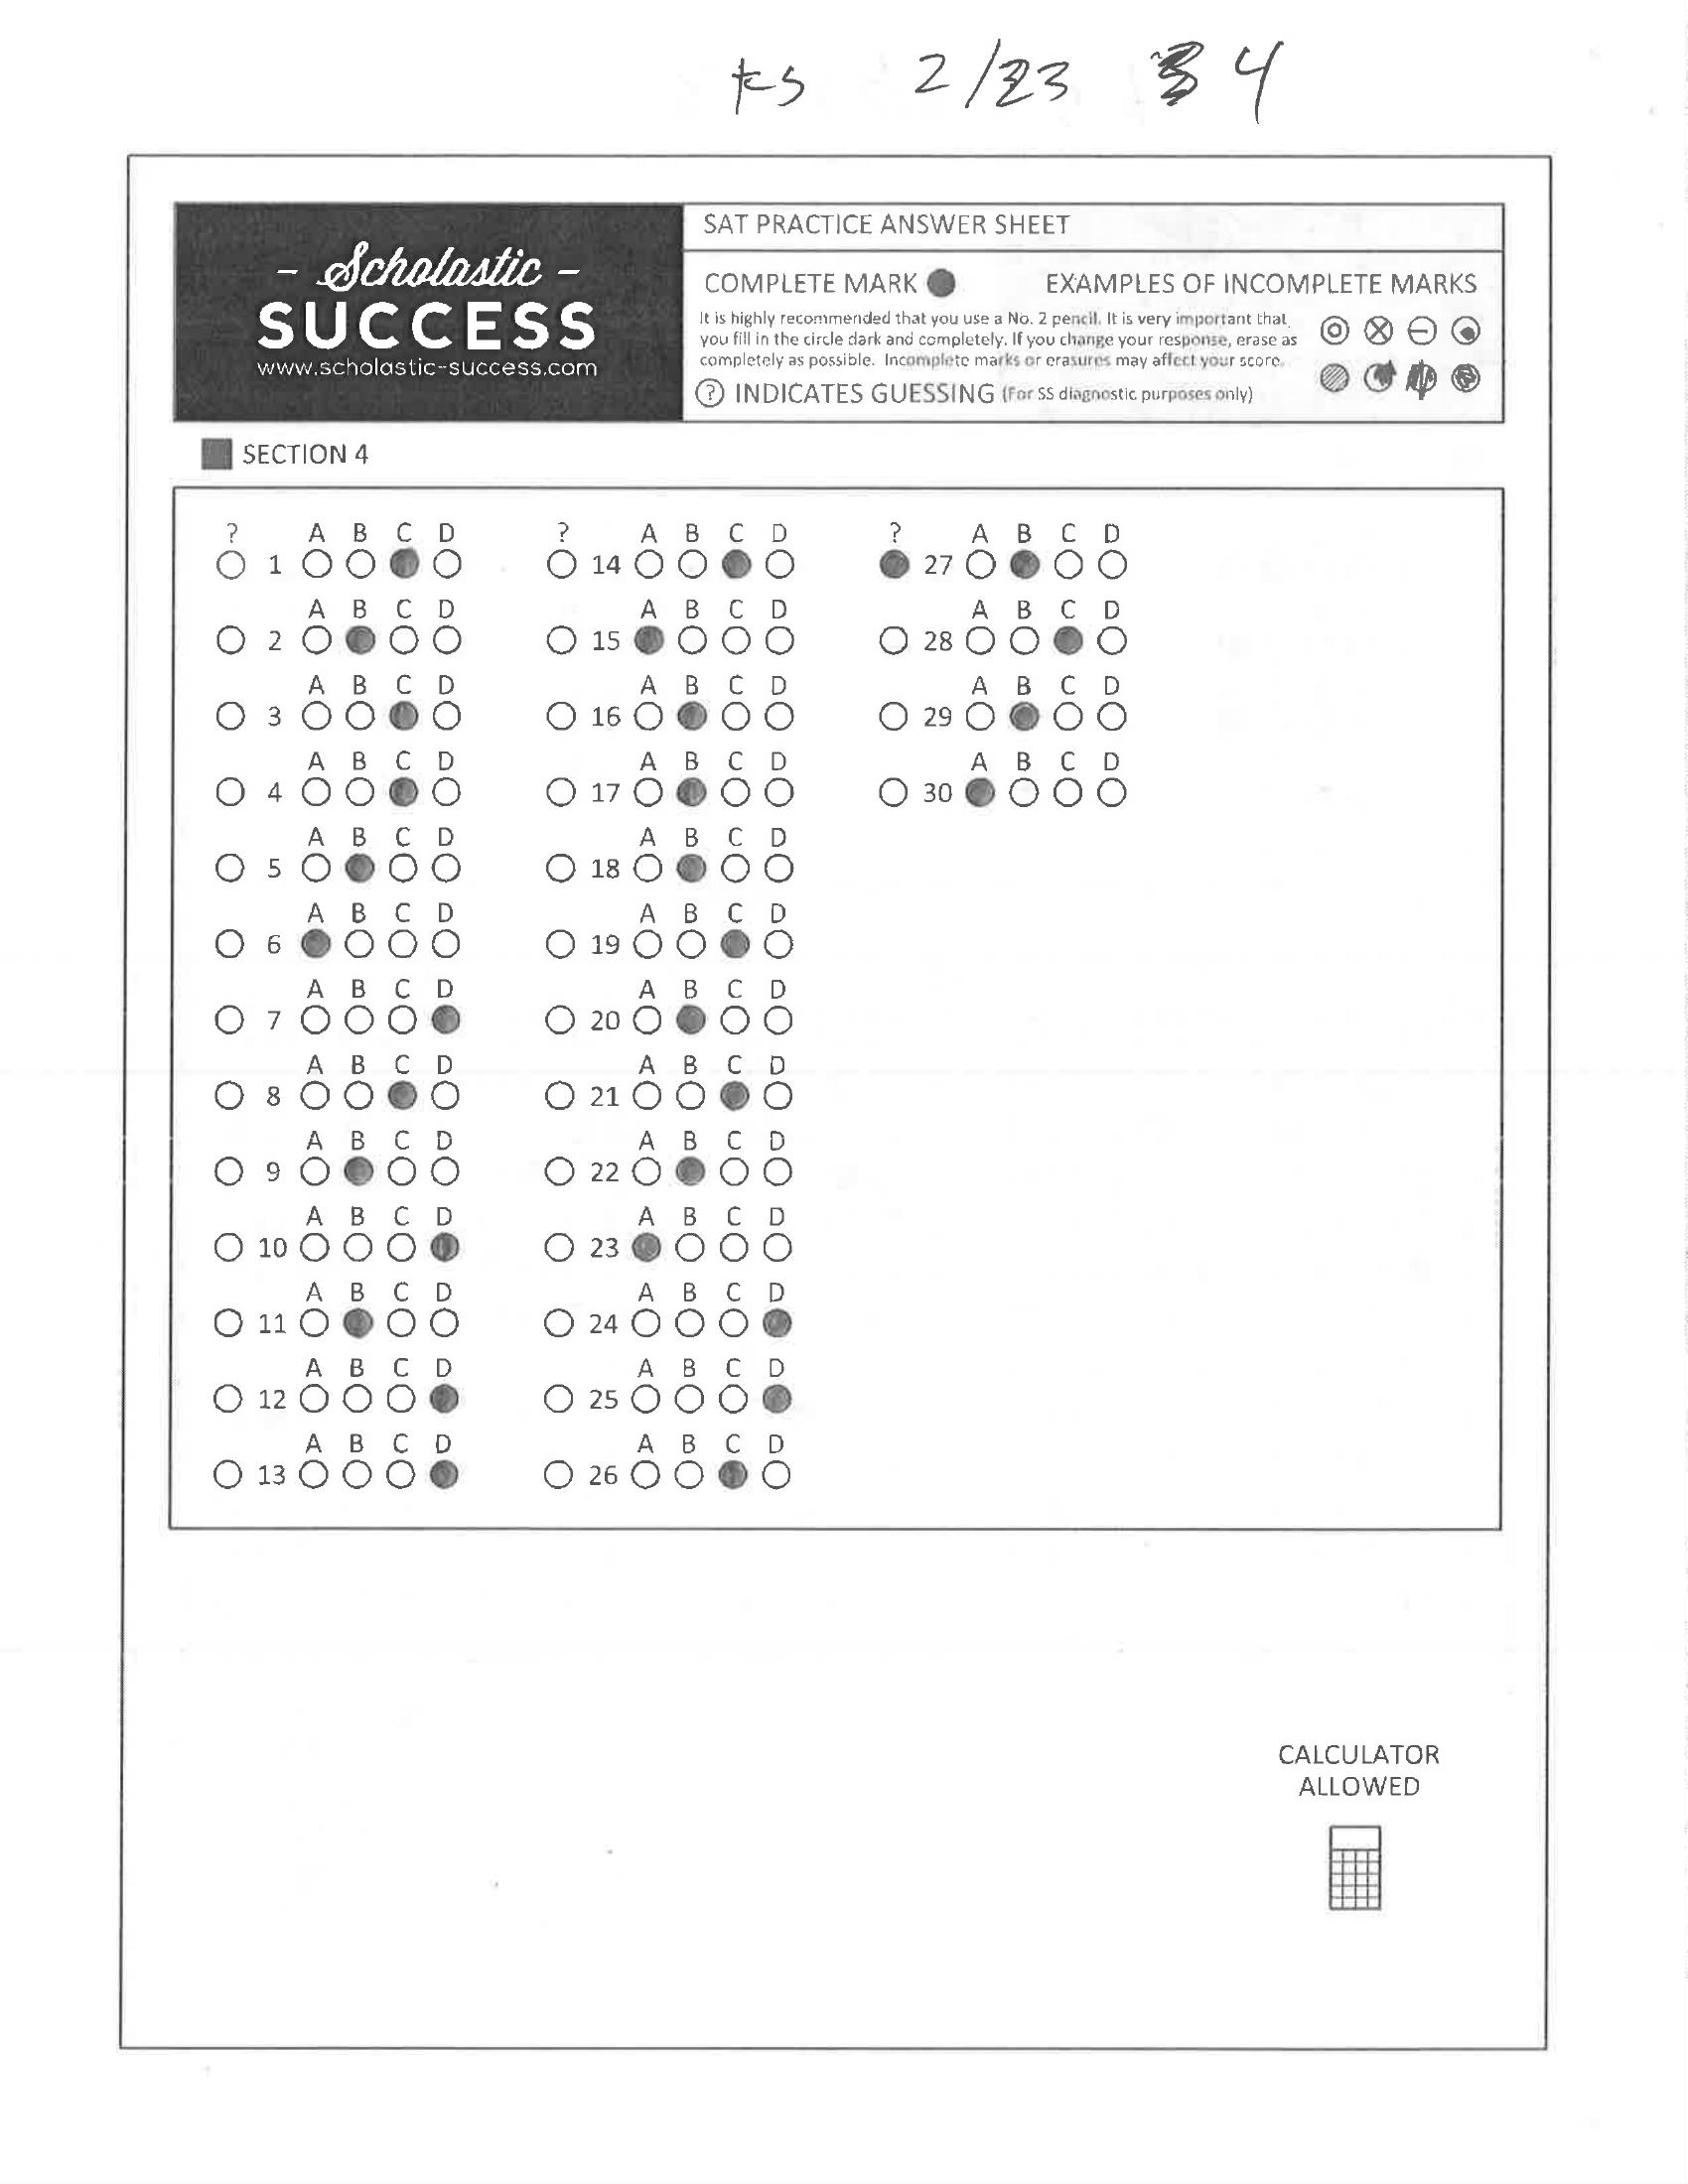 2/23 4
- Scholastic -
SUCCESS
www.scholastic-success.com
SAT PRACTICE ANSWER SHEET
COMPLETE MARK EXAMPLES OF INCOMPLETE MARKS
It is highly recommended that you use a No. 2 pencil. It is very important that
you fill in the circle dark and completely. If you change your response, erase as
completely as possible. Incomplete marks or erasures may affect your score.
? INDICATES GUESSING (For SS diagnostic purposes only)
SECTION 4
? A B C D
1
A B C D
2
A B C D
3
A B C D
4
A B C D
5
A B C D
6
A B C D
7
A B C D
8
A B C D
9
A B C D
10
A B C D
11
A B C D
12
A B C D
13
? A B C D
14
A B C D
15
A B C D
16
A B C D
17
A B C D
18
A B C D
19
A B C D
20
A B C D
21
A B C D
22
A B C D
23
A B C D
24
A B C D
25
A B C D
26
? A B C D
27
A B C D
28
A B C D
29
A B C D
30
CALCULATOR
ALLOWED